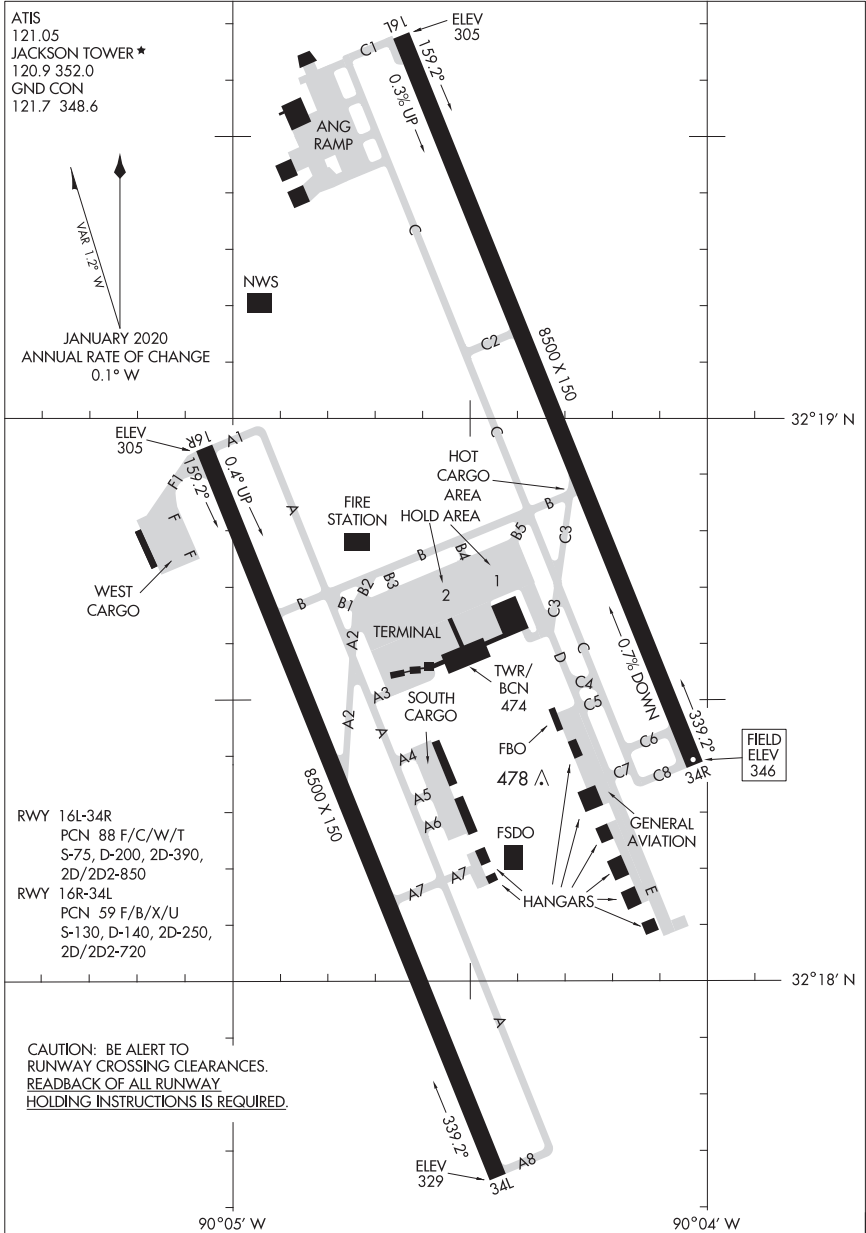 ATIS
121.05
JACKSON TOWER ★
120.9 352.0
GND CON
121.7 348.6
VAR 1.2° W
JANUARY 2020
ANNUAL RATE OF CHANGE
0.1° W
16L
ELEV
305
159.2°
0.3% UP
C1
ANG
RAMP
C
NWS
C2
8500 X 150
32°19' N
ELEV
305
16R
A1
159.2°
0.4° UP
F1
F
F
WEST
CARGO
A
C
HOT
CARGO
AREA
HOLD AREA
FIRE
STATION
B
B5
B4
B
C3
B3
B2
B1
B
2
1
A2
TERMINAL
C3
C
D
0.7% DOWN
TWR/
BCN
474
C4
C5
A3
A2
A
SOUTH
CARGO
339.2°
C6
C7
C8
34R
FIELD
ELEV
346
FBO
478
A4
A5
A6
GENERAL
AVIATION
FSDO
8500 X 150
A7
A7
HANGARS
E
RWY 16L-34R
PCN 88 F/C/W/T
S-75, D-200, 2D-390,
2D/2D2-850
RWY 16R-34L
PCN 59 F/B/X/U
S-130, D-140, 2D-250,
2D/2D2-720
32°18' N
A
CAUTION: BE ALERT TO
RUNWAY CROSSING CLEARANCES.
READBACK OF ALL RUNWAY
HOLDING INSTRUCTIONS IS REQUIRED.
339.2°
ELEV
329
34L
A8
90°05' W
90°04' W